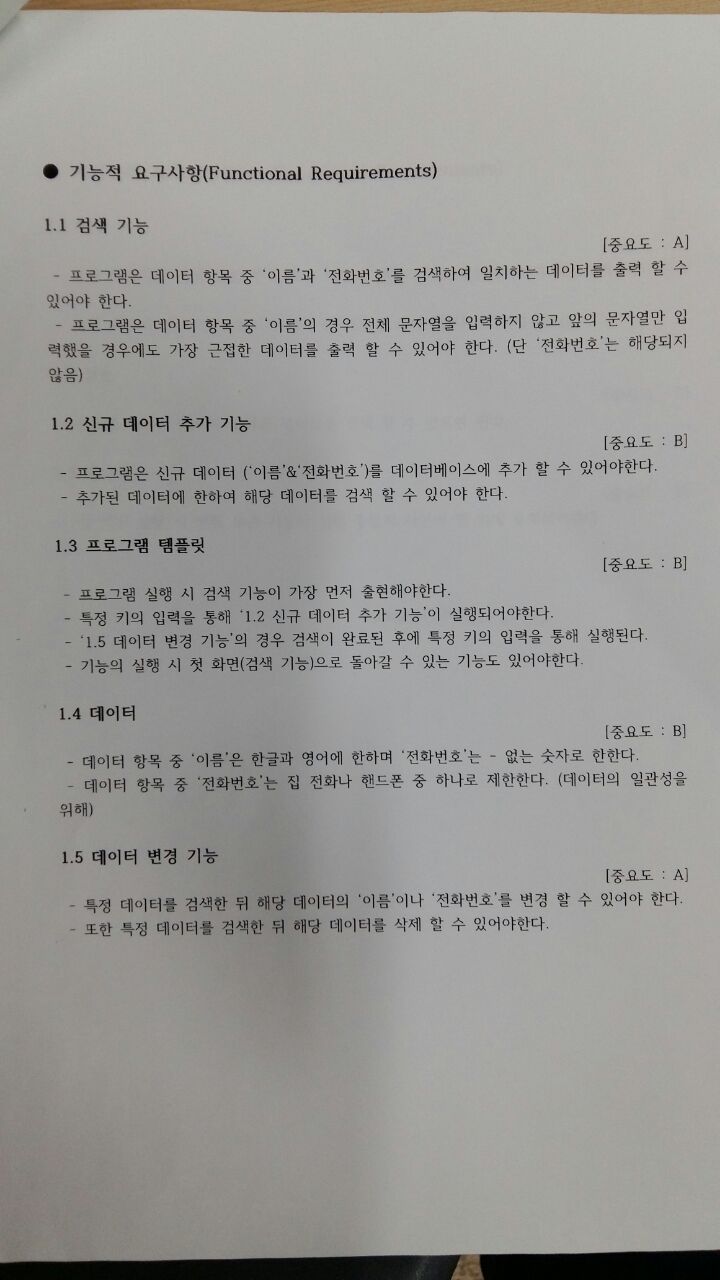 ● 기능적 요구사항(Functional Requirements)
1.1 검색 기능
[중요도 : A]
- 프로그램은 데이터 항목 중 '이름'과 '전화번호'를 검색하여 일치하는 데이터를 출력 할 수
있어야 한다.
- 프로그램은 데이터 항목 중 '이름'의 경우 전체 문자열을 입력하지 않고 앞의 문자열만 입
력했을 경우에도 가장 근접한 데이터를 출력 할 수 있어야 한다. (단 '전화번호'는 해당되지
않음)
1.2 신규 데이터 추가 기능
[중요도 : B]
- 프로그램은 신규 데이터 ('이름'&'전화번호')를 데이터베이스에 추가 할 수 있어야한다.
- 추가된 데이터에 한하여 해당 데이터를 검색 할 수 있어야 한다.
1.3 프로그램 템플릿
[중요도 : B]
- 프로그램 실행 시 검색 기능이 가장 먼저 출현해야한다.
- 특정 키의 입력을 통해 '1.2 신규 데이터 추가 기능'이 실행되어야한다.
- '1.5 데이터 변경 기능'의 경우 검색이 완료된 후에 특정 키의 입력을 통해 실행된다.
- 기능의 실행 시 첫 화면(검색 기능)으로 돌아갈 수 있는 기능도 있어야한다.
1.4 데이터
[중요도 : B]
- 데이터 항목 중 '이름'은 한글과 영어에 한하며 '전화번호'는 - 없는 숫자로 한한다.
- 데이터 항목 중 '전화번호'는 집 전화나 핸드폰 중 하나로 제한한다. (데이터의 일관성을
위해)
1.5 데이터 변경 기능
[중요도 : A]
- 특정 데이터를 검색한 뒤 해당 데이터의 '이름'이나 '전화번호'를 변경 할 수 있어야 한다.
- 또한 특정 데이터를 검색한 뒤 해당 데이터를 삭제 할 수 있어야한다.